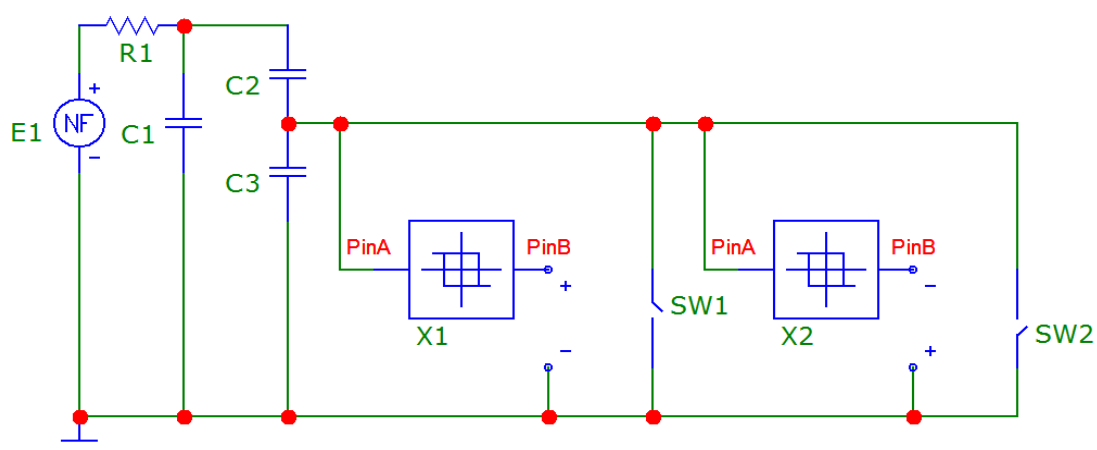 R1
C2
+
NF
E1
C1
−
C3
PinA
PinB
PinA
PinB
+
−
SW1
X1
X2
SW2
−
+